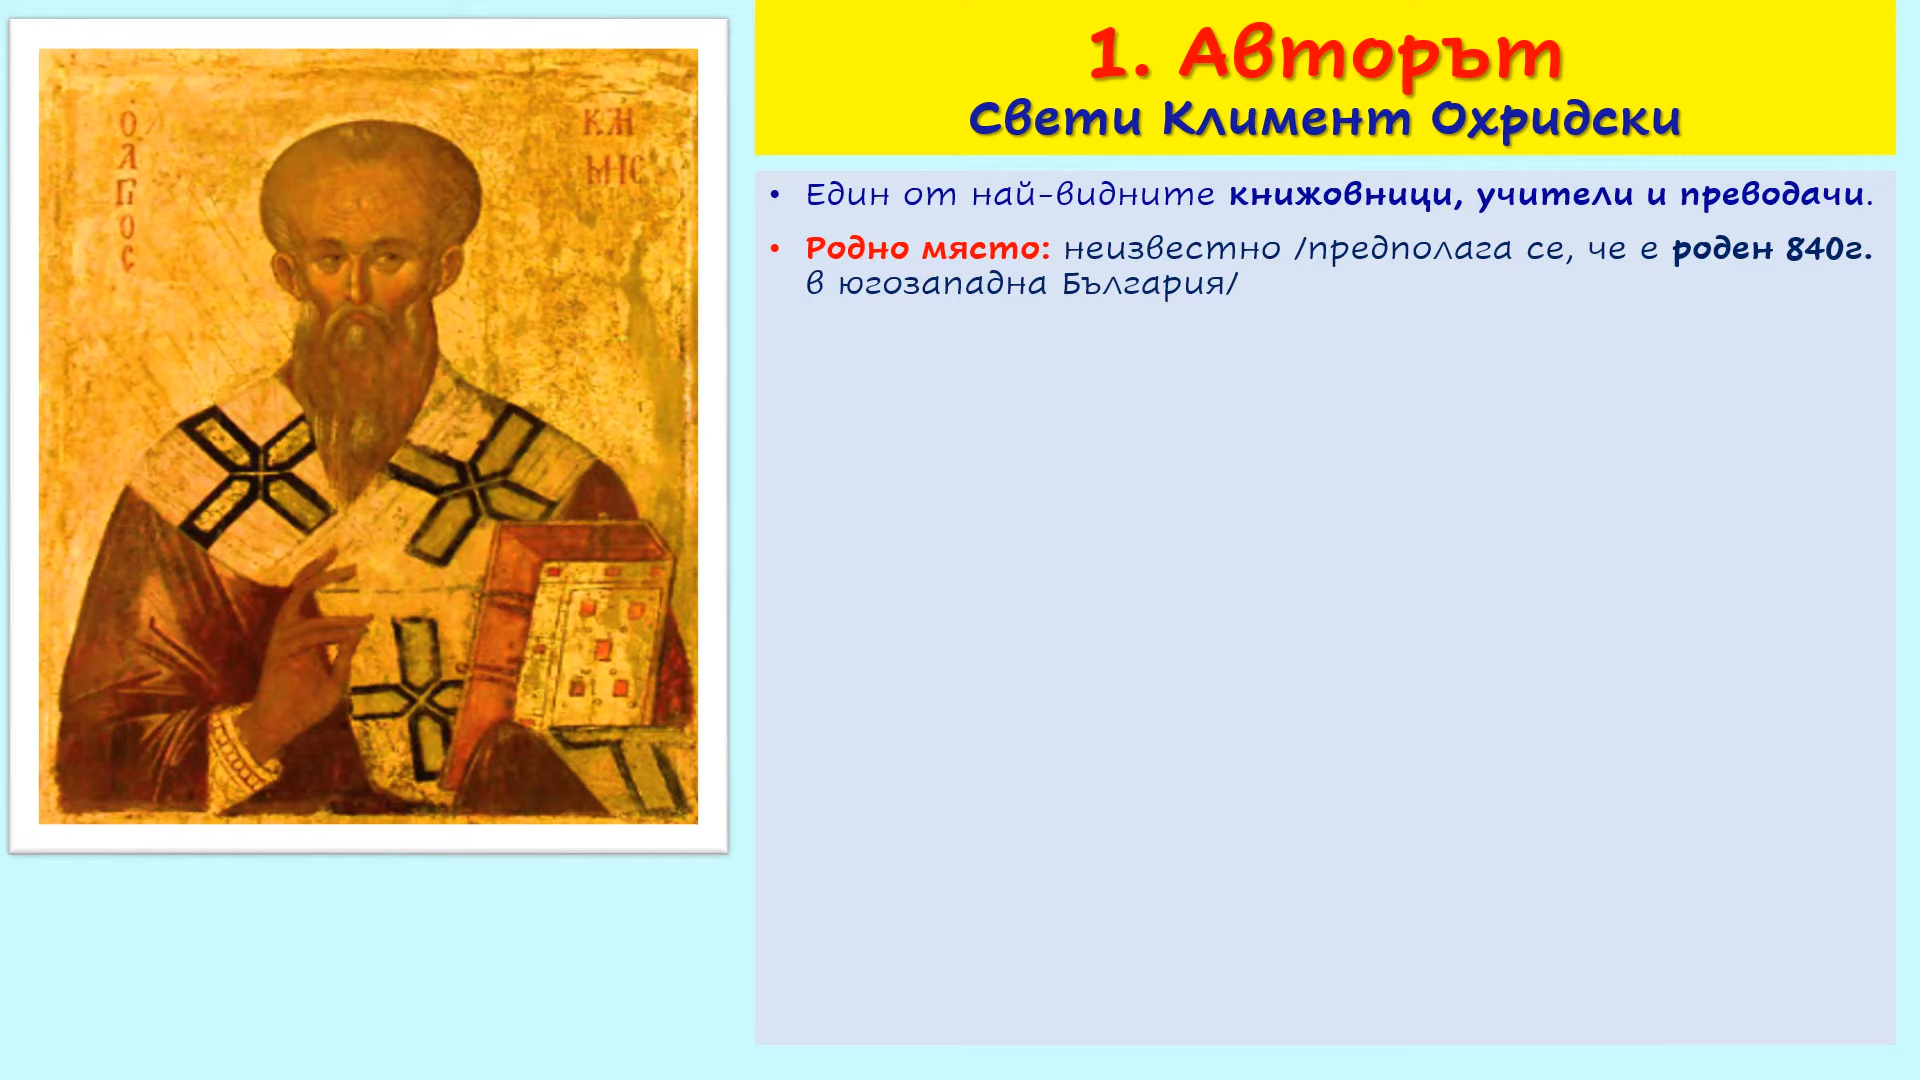 1. Авторът
Свети Климент Охридски
• Един от най-видните книжовници, учители и преводачи.
• Родно място: неизвестно /предполага се, че е роден 840г.
в югозападна България/
Ο
Α
Γ
Ι
Ο
С